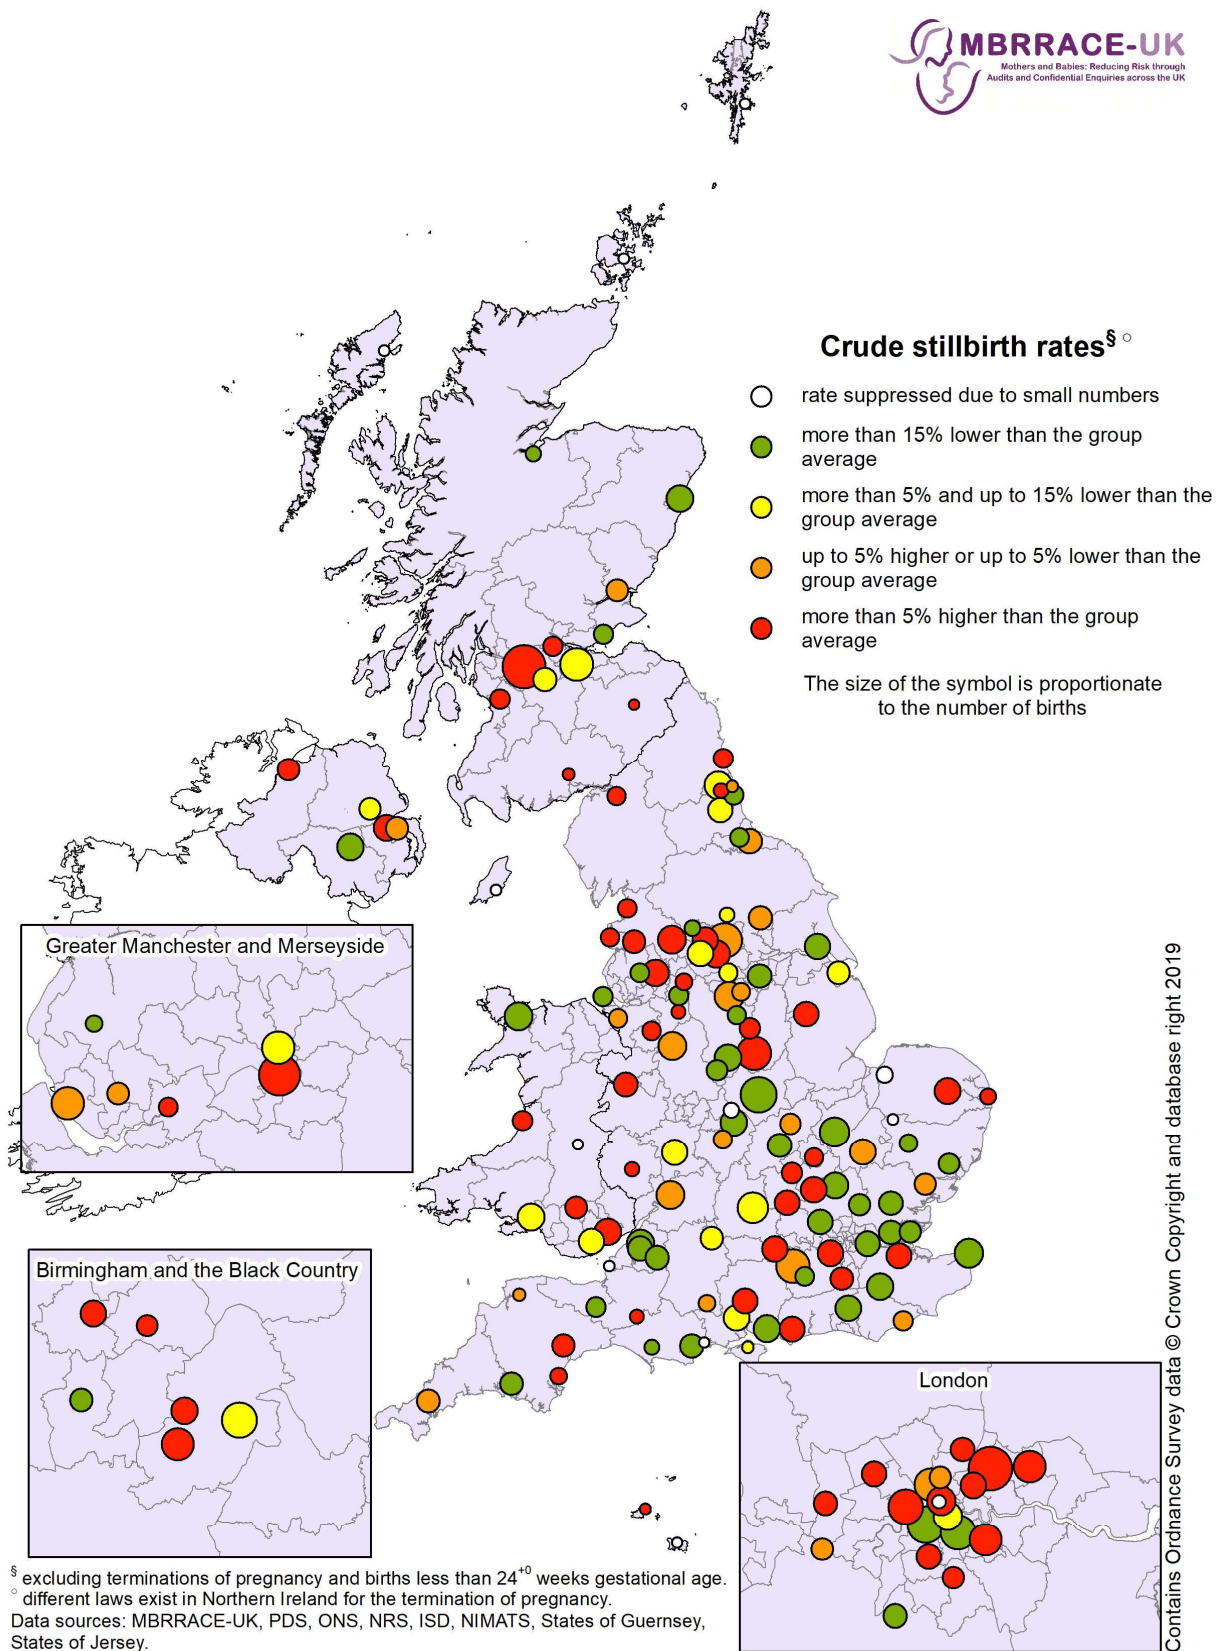 MBRRACE-UK
Mothers and Babies: Reducing Risk through
Audits and Confidential Enquiries across the UK
Crude stillbirth rates§ ○
rate suppressed due to small numbers
more than 15% lower than the group
average
more than 5% and up to 15% lower than the
group average
up to 5% higher or up to 5% lower than the
group average
more than 5% higher than the group
average
The size of the symbol is proportionate
to the number of births
Greater Manchester and Merseyside
Birmingham and the Black Country
London
§ excluding terminations of pregnancy and births less than 24+0 weeks gestational age.
○ different laws exist in Northern Ireland for the termination of pregnancy.
Data sources: MBRRACE-UK, PDS, ONS, NRS, ISD, NIMATS, States of Guernsey,
States of Jersey.
Contains Ordnance Survey data © Crown Copyright and database right 2019